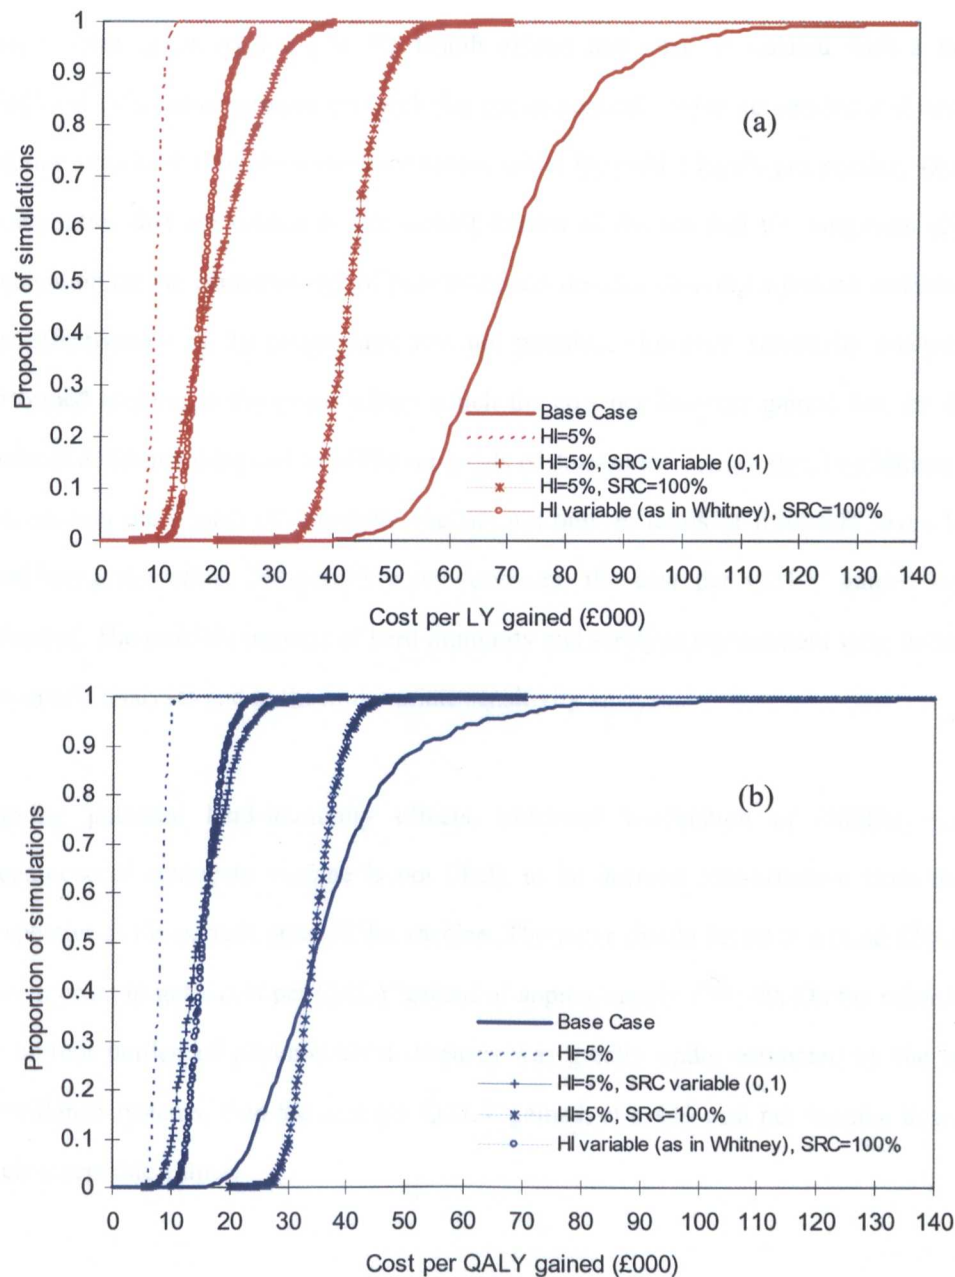 1
0.9
0.8
0.7
0.6
0.5
0.4
0.3
0.2
0.1
0
Proportion of simulations
(a)
Base Case
HI=5%
HI=5%, SRC variable (0,1)
HI=5%, SRC=100%
HI variable (as in Whitney), SRC=100%
0 10 20 30 40 50 60 70 80 90 100 110 120 130 140
Cost per LY gained (£000)
1
0.9
0.8
0.7
0.6
0.5
0.4
0.3
0.2
0.1
0
Proportion of simulations
(b)
Base Case
HI=5%
HI=5%, SRC variable (0,1)
HI=5%, SRC=100%
HI variable (as in Whitney), SRC=100%
0 10 20 30 40 50 60 70 80 90 100 110 120 130 140
Cost per QALY gained (£000)